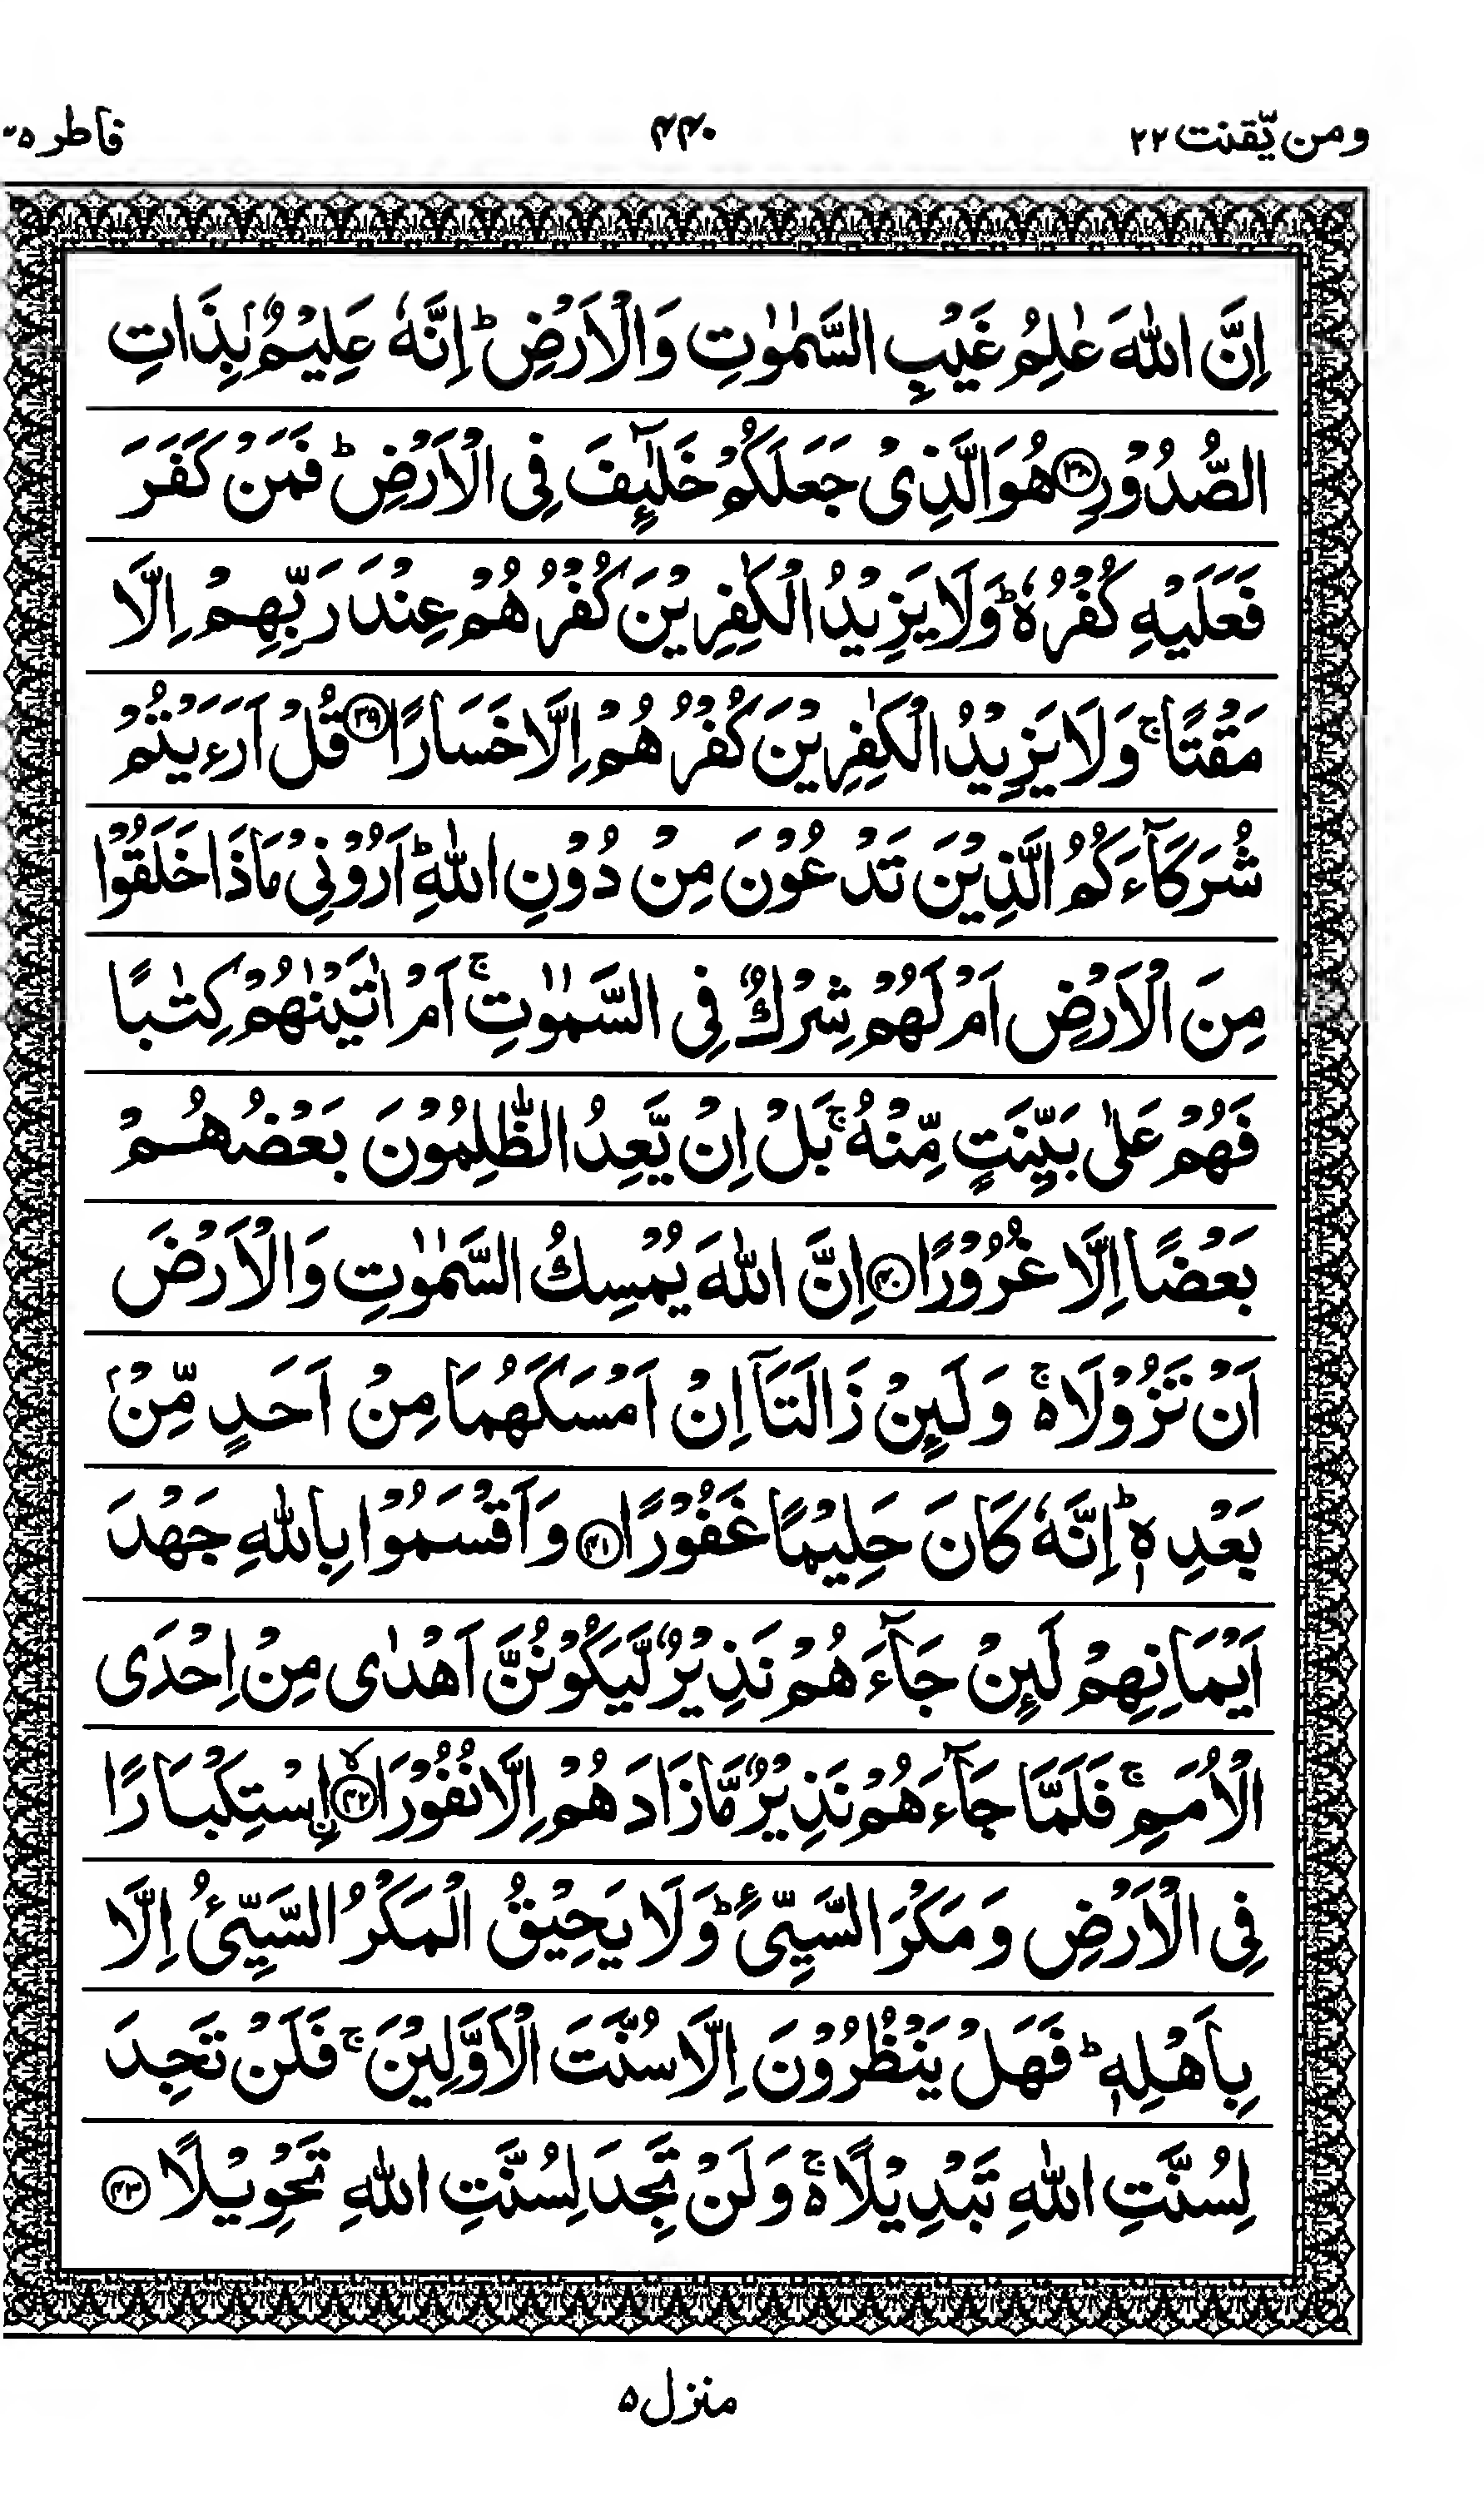 ومن يّقنت ٢٢
٤٤٠
فاطر ٣٥
اِنَّ اللّٰهَ عٰلِمُ غَيْبِ السَّمٰوٰتِ وَالْاَرْضِ ؕ اِنَّهٗ عَلِيْمٌۢ بِذَاتِ
الصُّدُوْرِ ﴿٣٨﴾ هُوَ الَّذِىْ جَعَلَكُمْ خَلٰٓئِفَ فِى الْاَرْضِ ؕ فَمَنْ كَفَرَ
فَعَلَيْهِ كُفْرُهٗ ؕ وَلَا يَزِيْدُ الْكٰفِرِيْنَ كُفْرُهُمْ عِنْدَ رَبِّهِمْ اِلَّا
مَقْتًا ۚ وَلَا يَزِيْدُ الْكٰفِرِيْنَ كُفْرُهُمْ اِلَّا خَسَارًا ﴿٣٩﴾ قُلْ اَرَءَيْتُمْ
شُرَكَآءَكُمُ الَّذِيْنَ تَدْعُوْنَ مِنْ دُوْنِ اللّٰهِ ؕ اَرُوْنِىْ مَاذَا خَلَقُوْا
مِنَ الْاَرْضِ اَمْ لَهُمْ شِرْكٌ فِى السَّمٰوٰتِ ۚ اَمْ اٰتَيْنٰهُمْ كِتٰبًا
فَهُمْ عَلٰى بَيِّنَتٍ مِّنْهُ ۚ بَلْ اِنْ يَّعِدُ الظّٰلِمُوْنَ بَعْضُهُمْ
بَعْضًا اِلَّا غُرُوْرًا ﴿٤٠﴾ اِنَّ اللّٰهَ يُمْسِكُ السَّمٰوٰتِ وَالْاَرْضَ
اَنْ تَزُوْلَا ۚ۬ وَلَئِنْ زَالَتَاۤ اِنْ اَمْسَكَهُمَا مِنْ اَحَدٍ مِّنْۢ
بَعْدِهٖ ؕ اِنَّهٗ كَانَ حَلِيْمًا غَفُوْرًا ﴿٤١﴾ وَاَقْسَمُوْا بِاللّٰهِ جَهْدَ
اَيْمَانِهِمْ لَئِنْ جَآءَهُمْ نَذِيْرٌ لَّيَكُوْنُنَّ اَهْدٰى مِنْ اِحْدَى
الْاُمَمِ ۚ فَلَمَّا جَآءَهُمْ نَذِيْرٌ مَّا زَادَهُمْ اِلَّا نُفُوْرًا ﴿٤٢﴾ ۙ اۨسْتِكْبَارًا
فِى الْاَرْضِ وَمَكْرَ السَّيِّئِ ؕ وَلَا يَحِيْقُ الْمَكْرُ السَّيِّئُ اِلَّا
بِاَهْلِهٖ ؕ فَهَلْ يَنْظُرُوْنَ اِلَّا سُنَّتَ الْاَوَّلِيْنَ ۚ فَلَنْ تَجِدَ
لِسُنَّتِ اللّٰهِ تَبْدِيْلًا ۚ۬ وَلَنْ تَجِدَ لِسُنَّتِ اللّٰهِ تَحْوِيْلًا ﴿٤٣﴾
منزل ٥